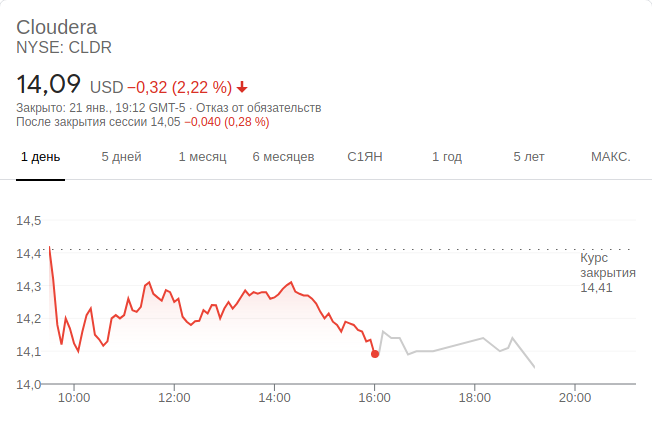 Cloudera
NYSE: CLDR
14,09 USD −0,32 (2,22 %)
Закрыто: 21 янв., 19:12 GMT-5 · Отказ от обязательств
После закрытия сессии 14,05 −0,040 (0,28 %)
1 день 5 дней 1 месяц 6 месяцев С1ЯН 1 год 5 лет МАКС.
14,5
14,4
Курс
закрытия
14,41
14,3
14,2
14,1
14,0
10:00 12:00 14:00 16:00 18:00 20:00